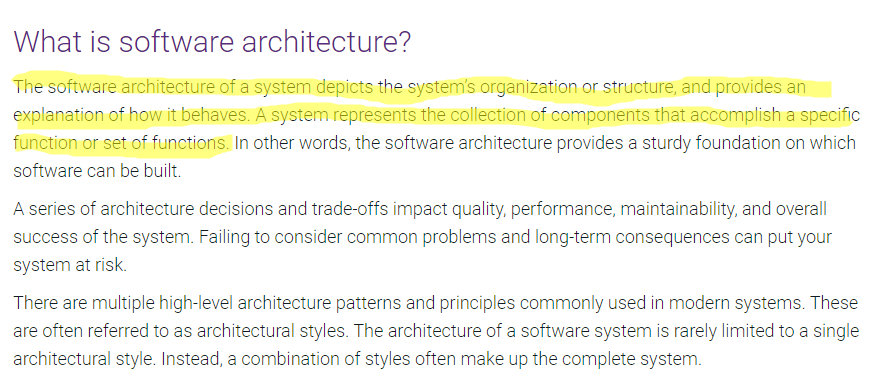 What is software architecture?
The software architecture of a system depicts the system's organization or structure, and provides an
explanation of how it behaves. A system represents the collection of components that accomplish a specific
function or set of functions. In other words, the software architecture provides a sturdy foundation on which
software can be built.
A series of architecture decisions and trade-offs impact quality, performance, maintainability, and overall
success of the system. Failing to consider common problems and long-term consequences can put your
system at risk.
There are multiple high-level architecture patterns and principles commonly used in modern systems. These
are often referred to as architectural styles. The architecture of a software system is rarely limited to a single
architectural style. Instead, a combination of styles often make up the complete system.